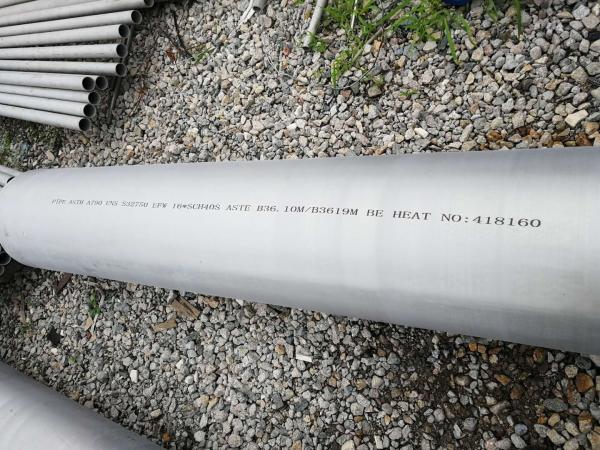 PIPE ASTM A790 UNS S32750 EFW 16*SCH40S ASTE B36.10M/B3619M BE HEAT NO:418160